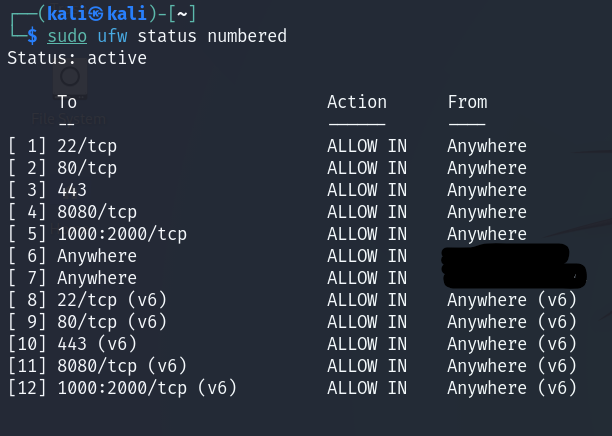 ┌──(kali㉿kali)-[~]
└─$ sudo ufw status numbered
Status: active
To Action From
-- ------ ----
[ 1] 22/tcp ALLOW IN Anywhere
[ 2] 80/tcp ALLOW IN Anywhere
[ 3] 443 ALLOW IN Anywhere
[ 4] 8080/tcp ALLOW IN Anywhere
[ 5] 1000:2000/tcp ALLOW IN Anywhere
[ 6] Anywhere ALLOW IN
[ 7] Anywhere ALLOW IN
[ 8] 22/tcp (v6) ALLOW IN Anywhere (v6)
[ 9] 80/tcp (v6) ALLOW IN Anywhere (v6)
[10] 443 (v6) ALLOW IN Anywhere (v6)
[11] 8080/tcp (v6) ALLOW IN Anywhere (v6)
[12] 1000:2000/tcp (v6) ALLOW IN Anywhere (v6)
File System